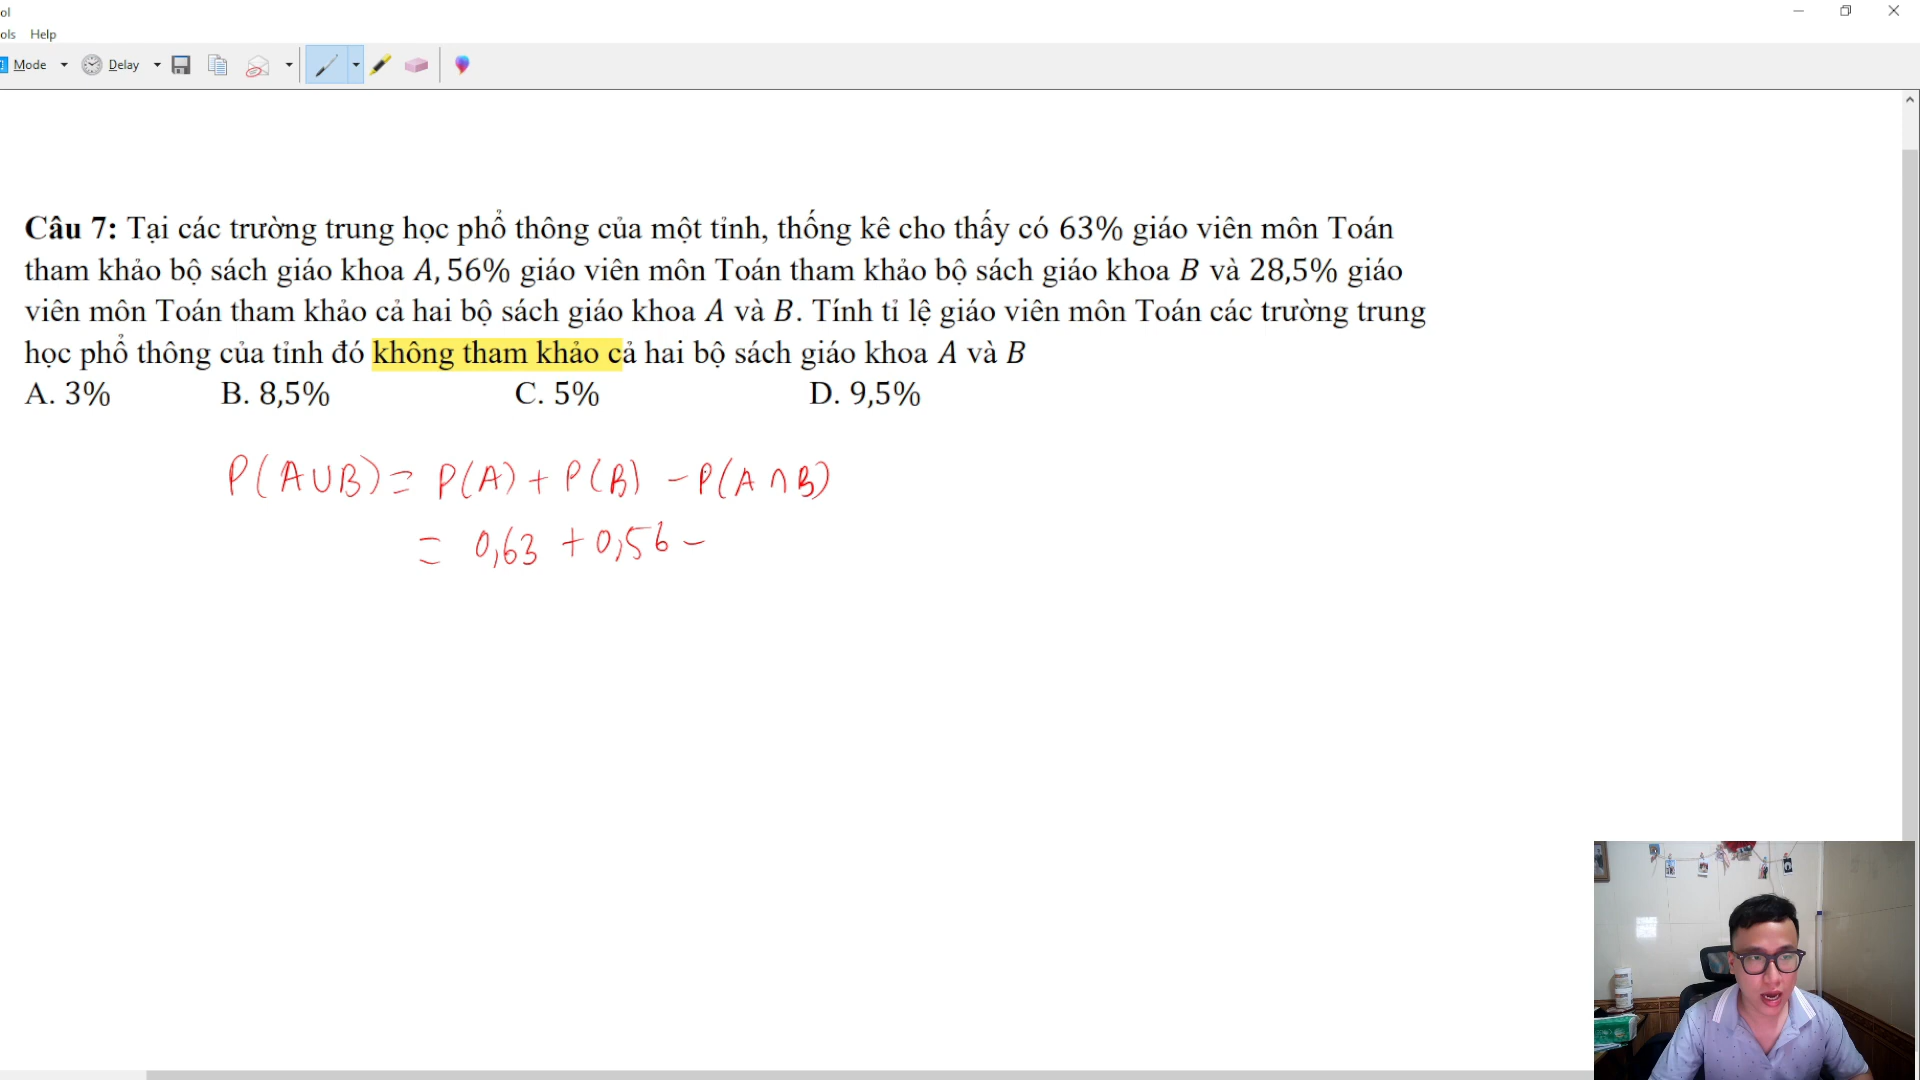 ol
ols Help
Mode Delay
Câu 7: Tại các trường trung học phổ thông của một tỉnh, thống kê cho thấy có 63% giáo viên môn Toán
tham khảo bộ sách giáo khoa A, 56% giáo viên môn Toán tham khảo bộ sách giáo khoa B và 28,5% giáo
viên môn Toán tham khảo cả hai bộ sách giáo khoa A và B. Tính tỉ lệ giáo viên môn Toán các trường trung
học phổ thông của tỉnh đó không tham khảo cả hai bộ sách giáo khoa A và B
A. 3% B. 8,5% C. 5% D. 9,5%
P(A∪B) = P(A) + P(B) - P(A∩B)
= 0,63 + 0,56 -